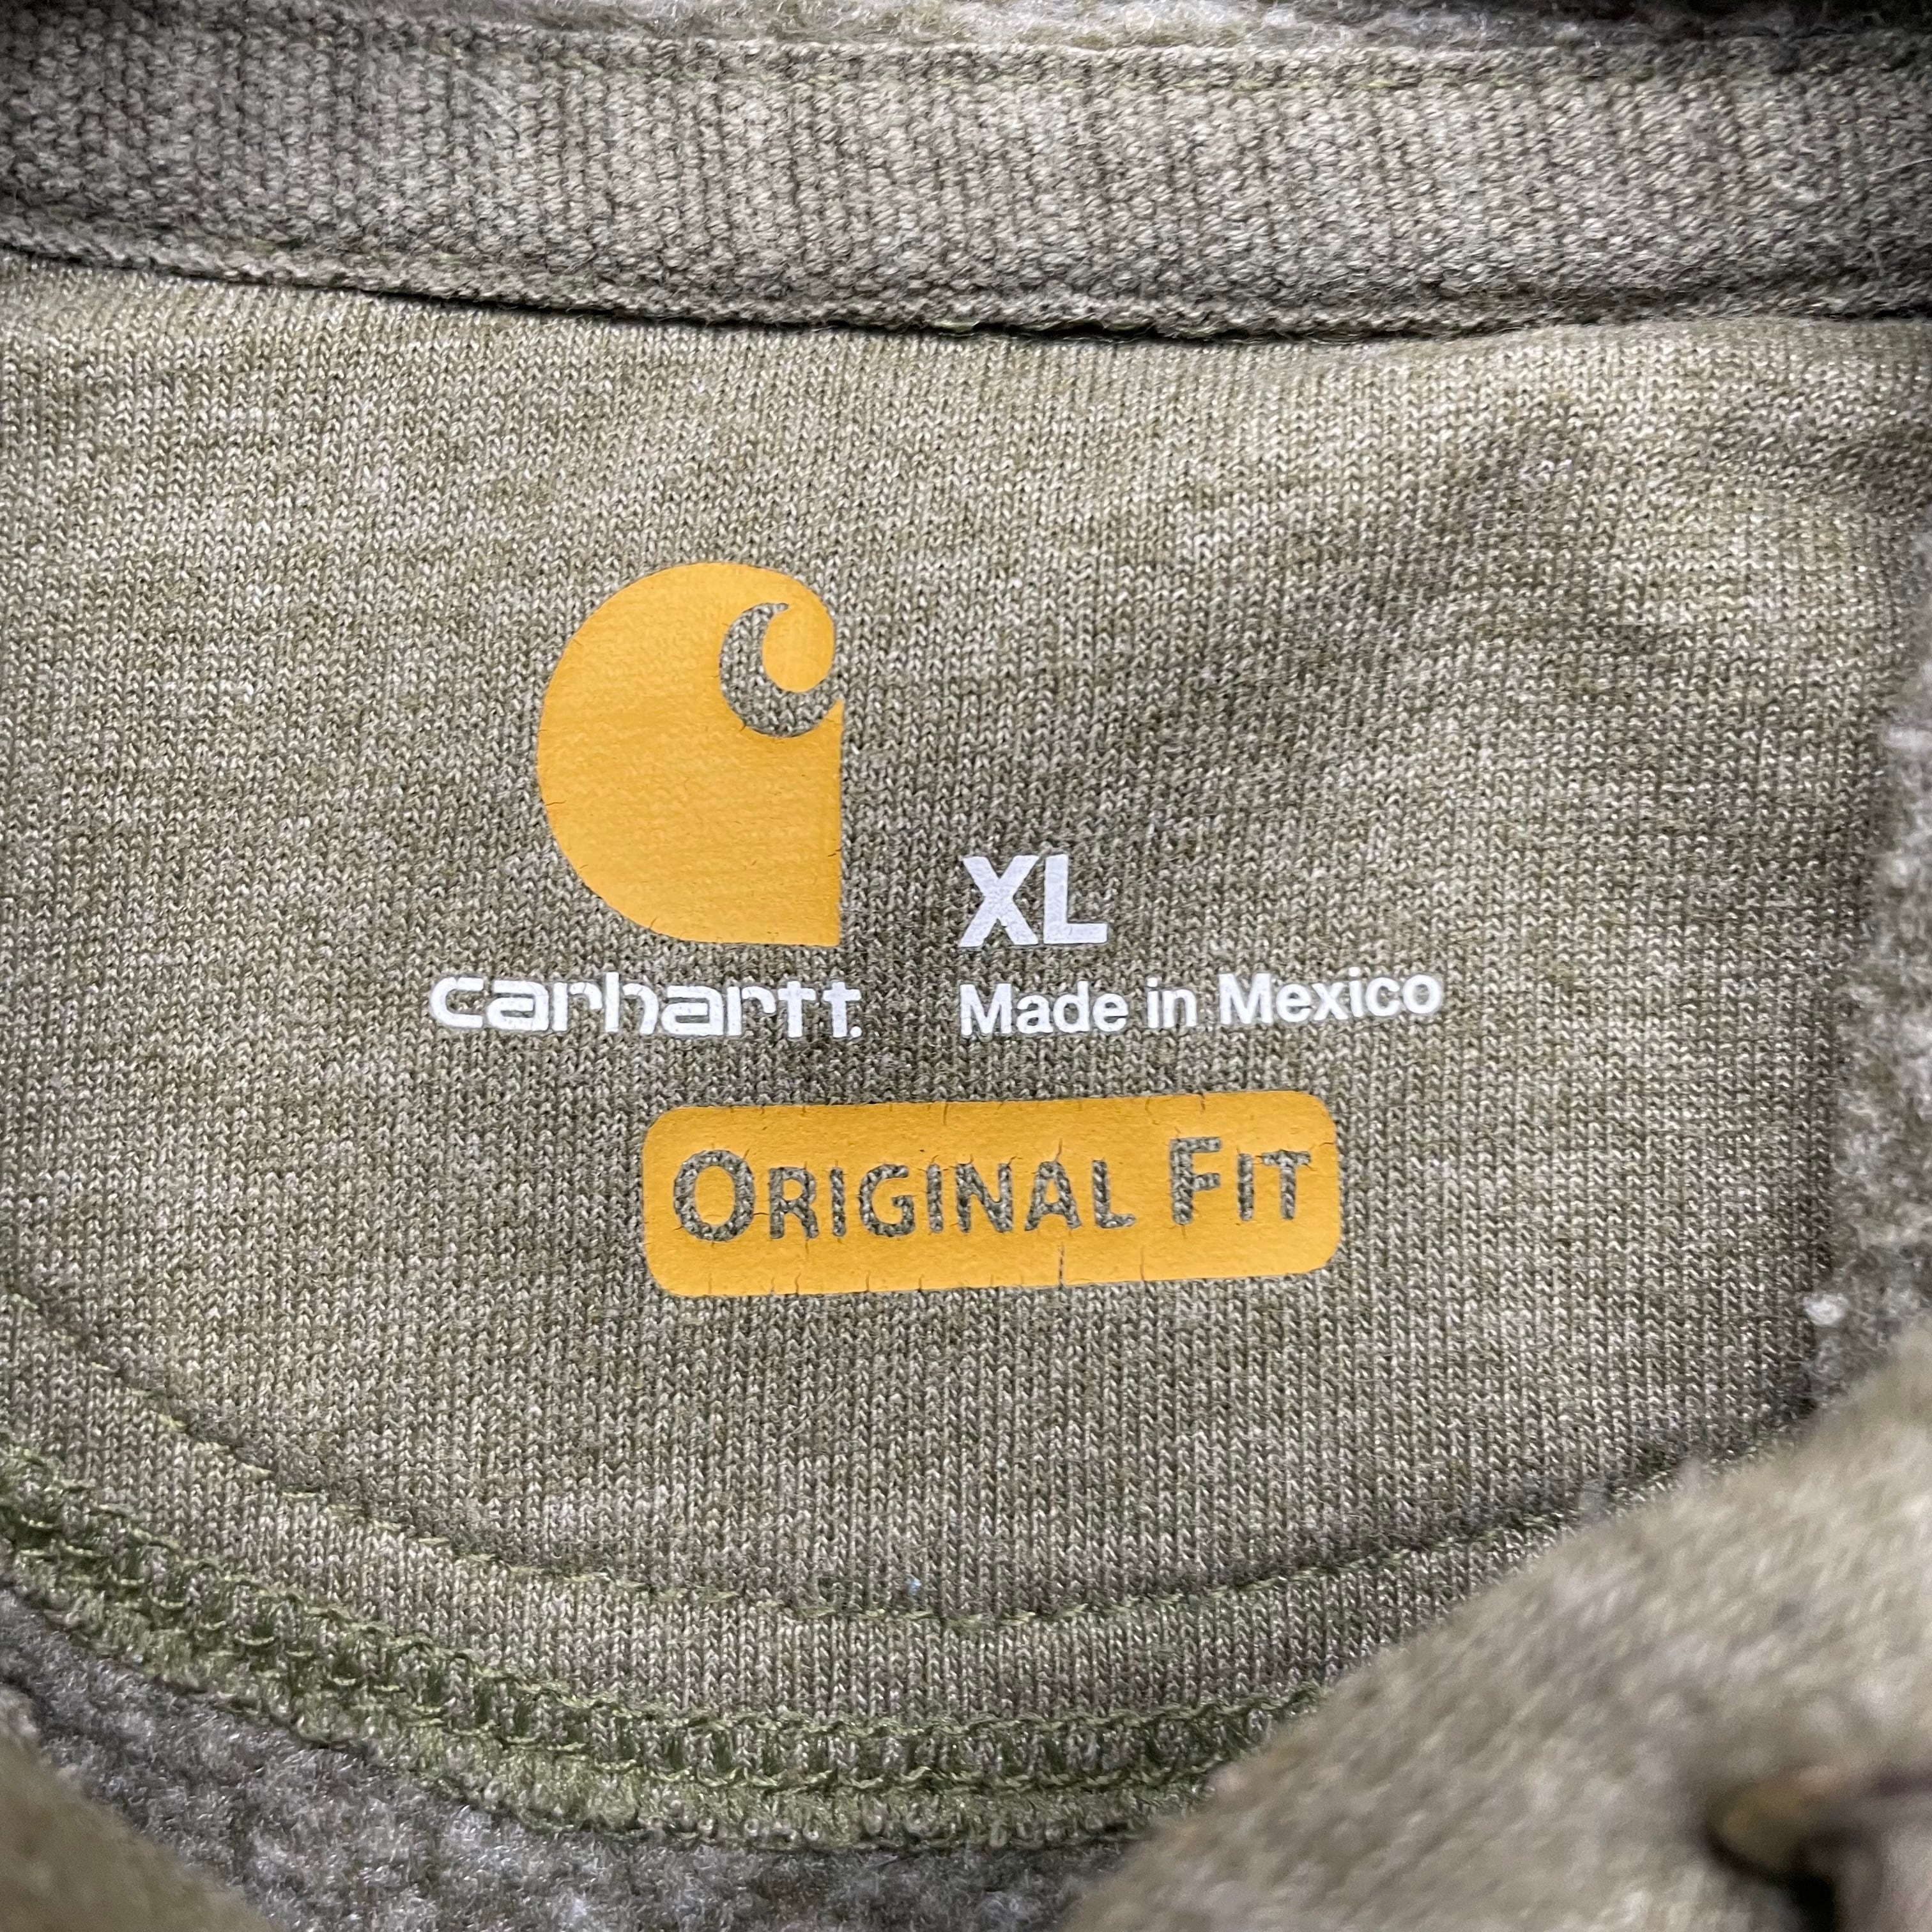 XL
carhartt.
Made in Mexico
ORIGINAL FIT